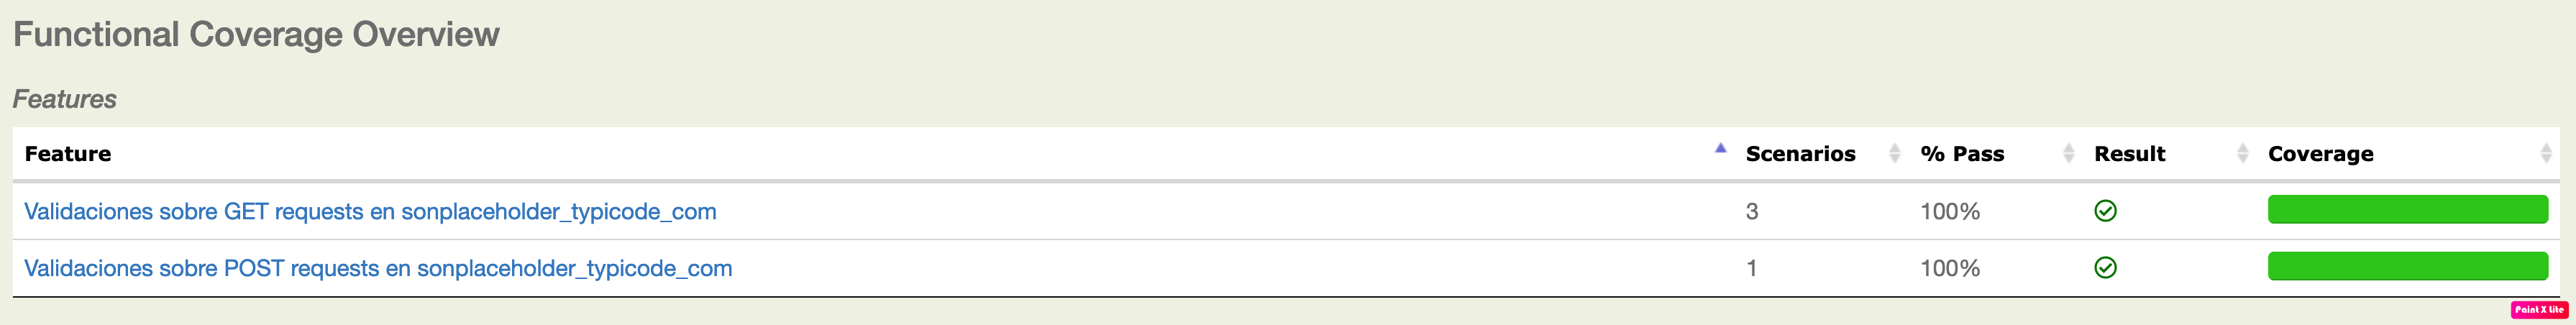 Functional Coverage Overview
Features
Feature Scenarios % Pass Result Coverage
Validaciones sobre GET requests en sonplaceholder_typicode_com 3 100%
Validaciones sobre POST requests en sonplaceholder_typicode_com 1 100%
Paint X Lite